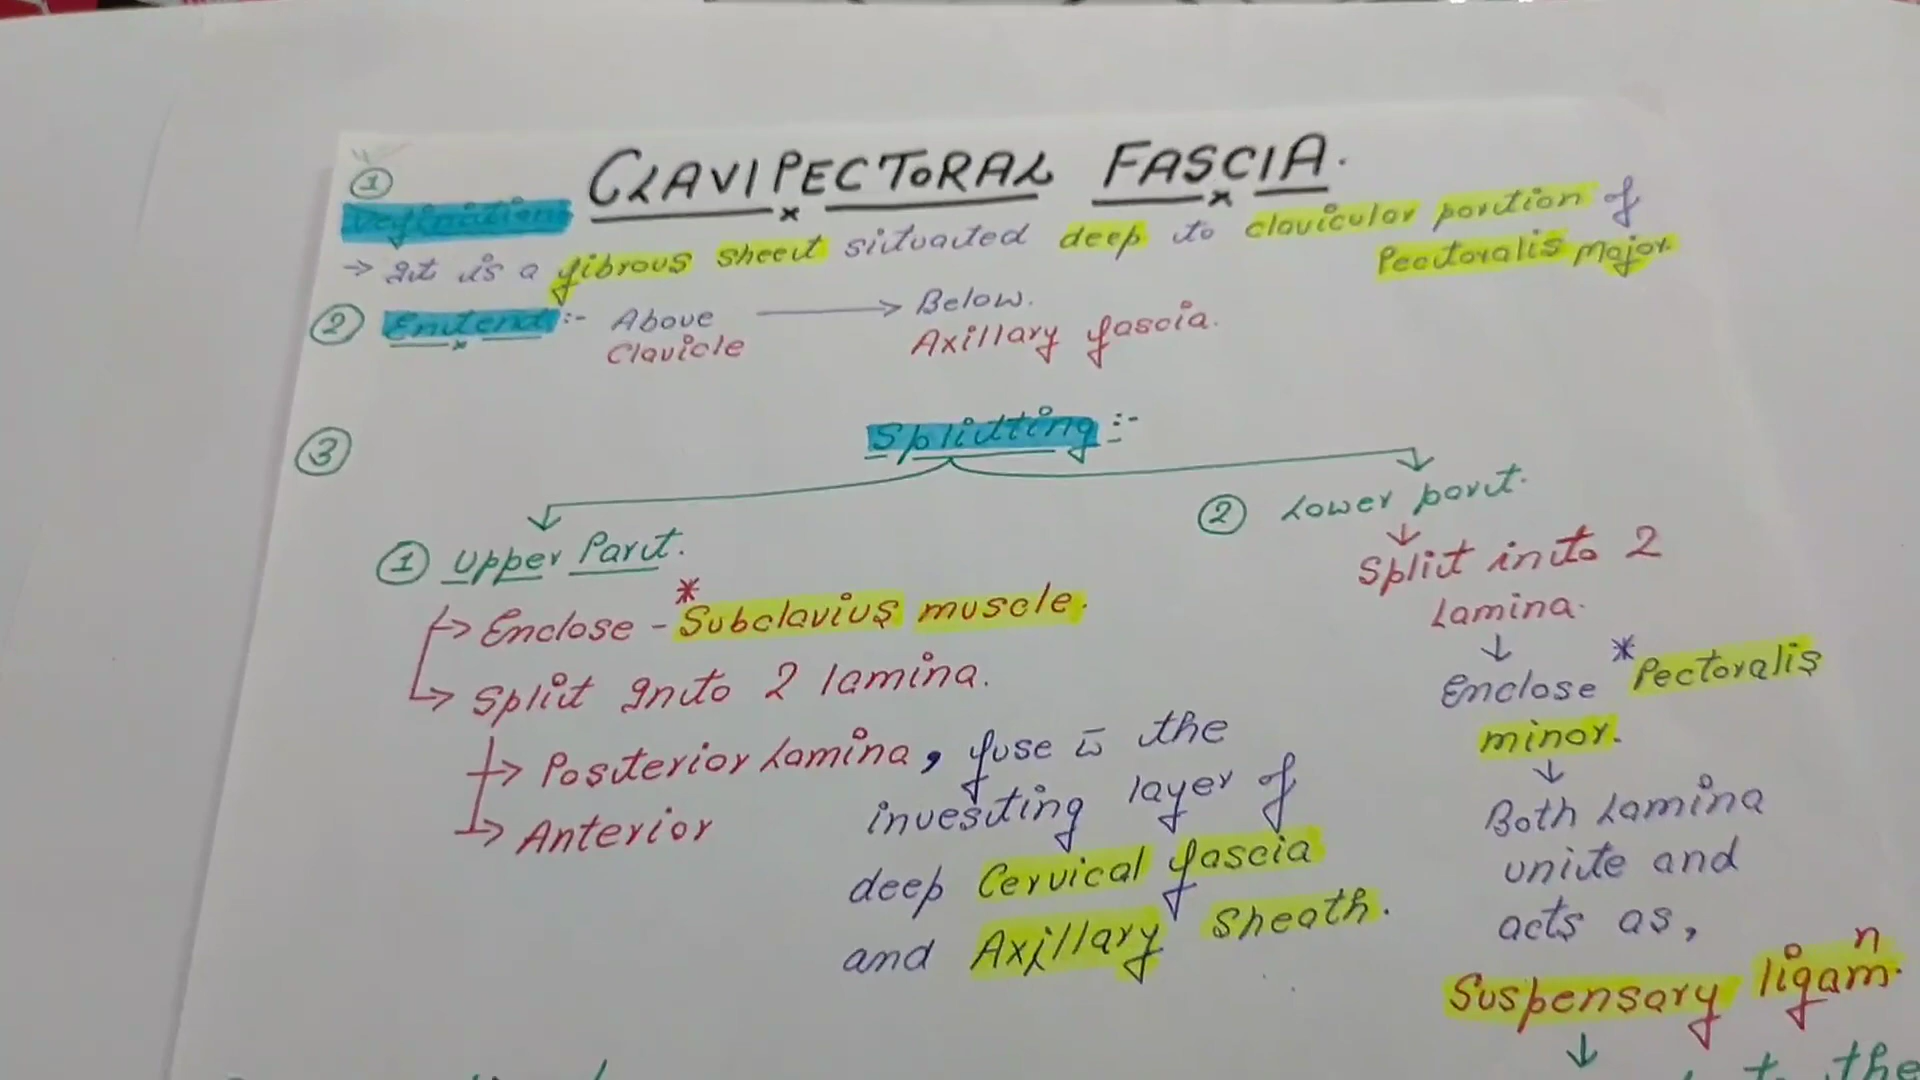 ①
CLAVIPECTORAL FASCIA.
Definition
→ It is a fibrous sheet situated deep to clavicular portion of
Pectoralis Major.
② Extend :- Above → Below.
Clavicle Axillary fascia.
③ Splitting :-
① Upper Part.
② Lower part.
→ Enclose - *Subclavius muscle.
→ Split Into 2 lamina.
→ Posterior Lamina, fuse c̄ the
investing layer of
deep Cervical fascia
and Axillary Sheath.
→ Anterior
↓
Split into 2
Lamina.
↓
Enclose *Pectoralis
minor.
↓
Both Lamina
unite and
acts as,
Suspensory ligamⁿ.
↓
to the